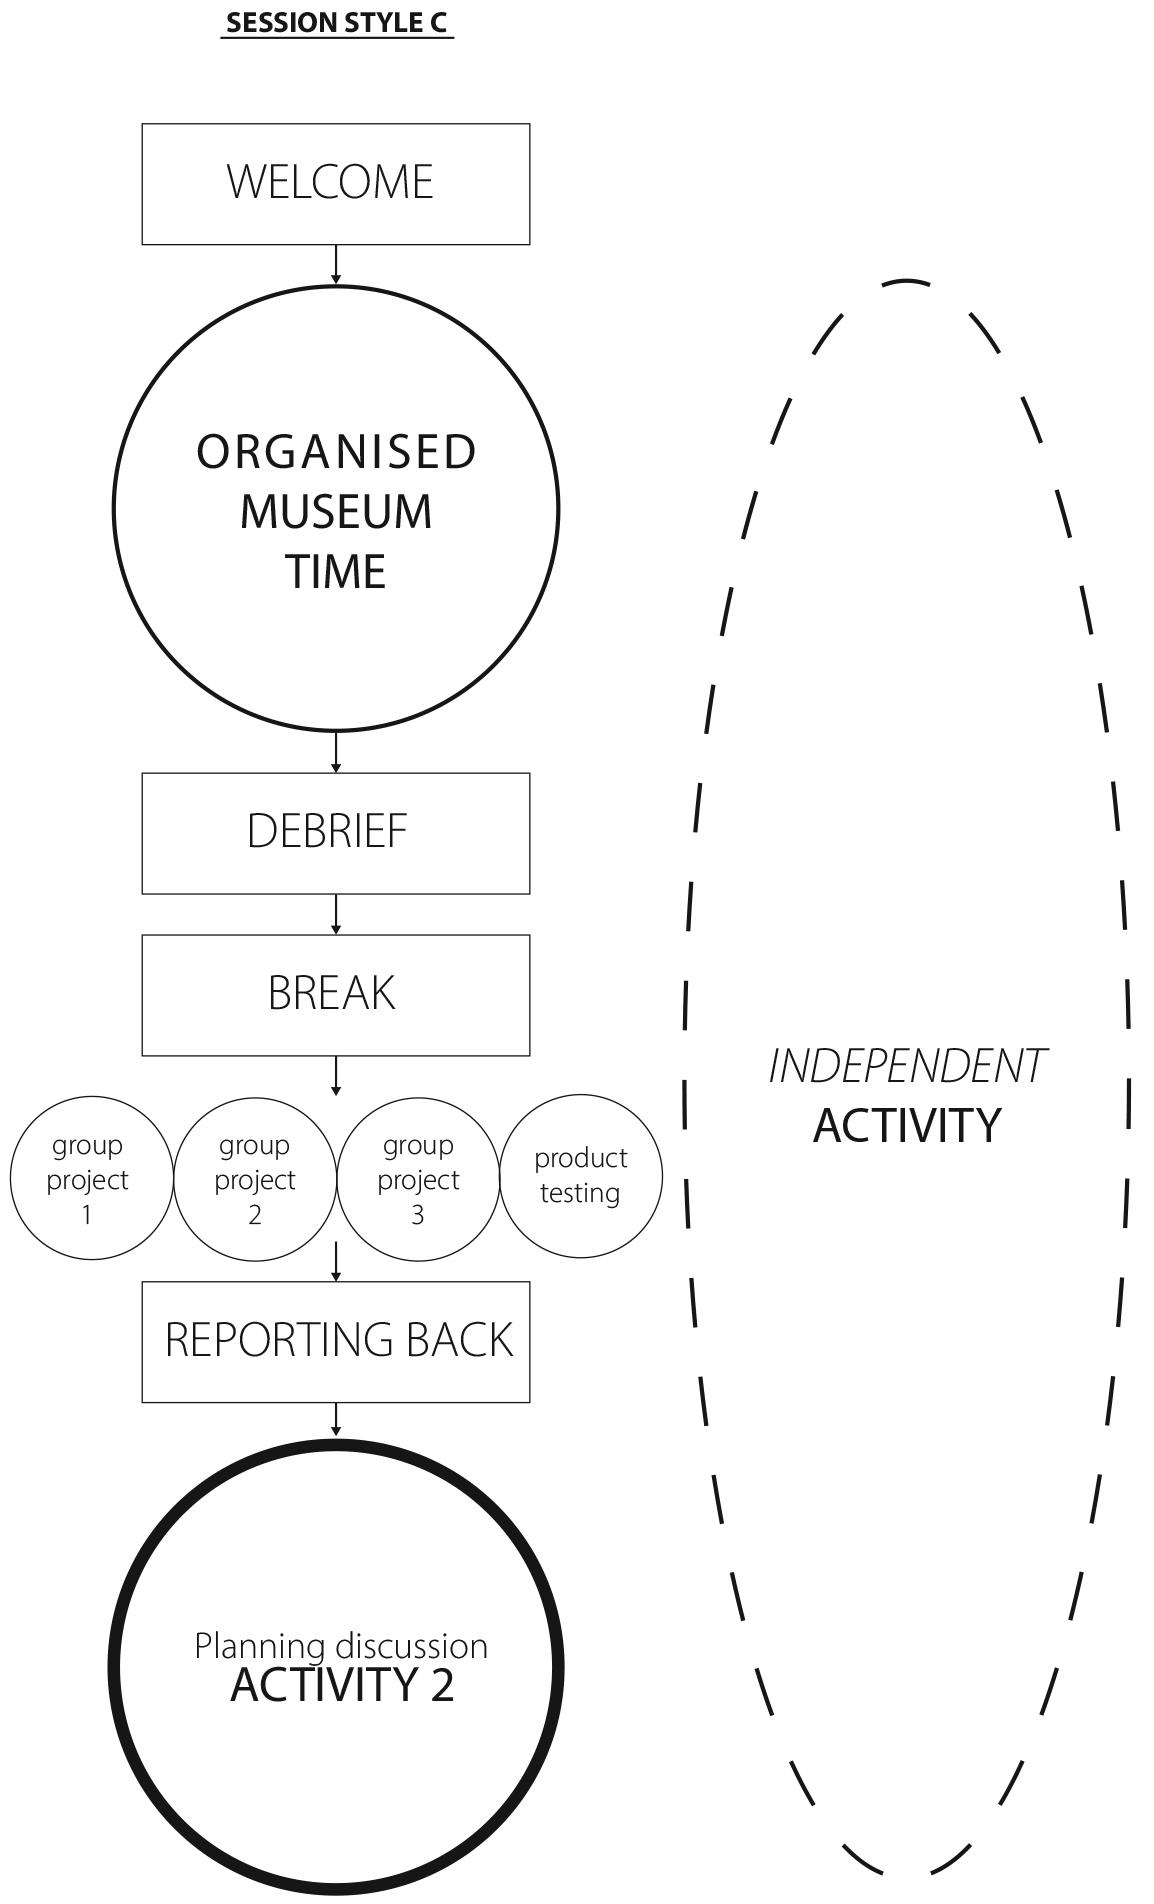 SESSION STYLE C
WELCOME
ORGANISED
MUSEUM
TIME
DEBRIEF
BREAK
group
project
1
group
project
2
group
project
3
product
testing
REPORTING BACK
Planning discussion
ACTIVITY 2
INDEPENDENT
ACTIVITY